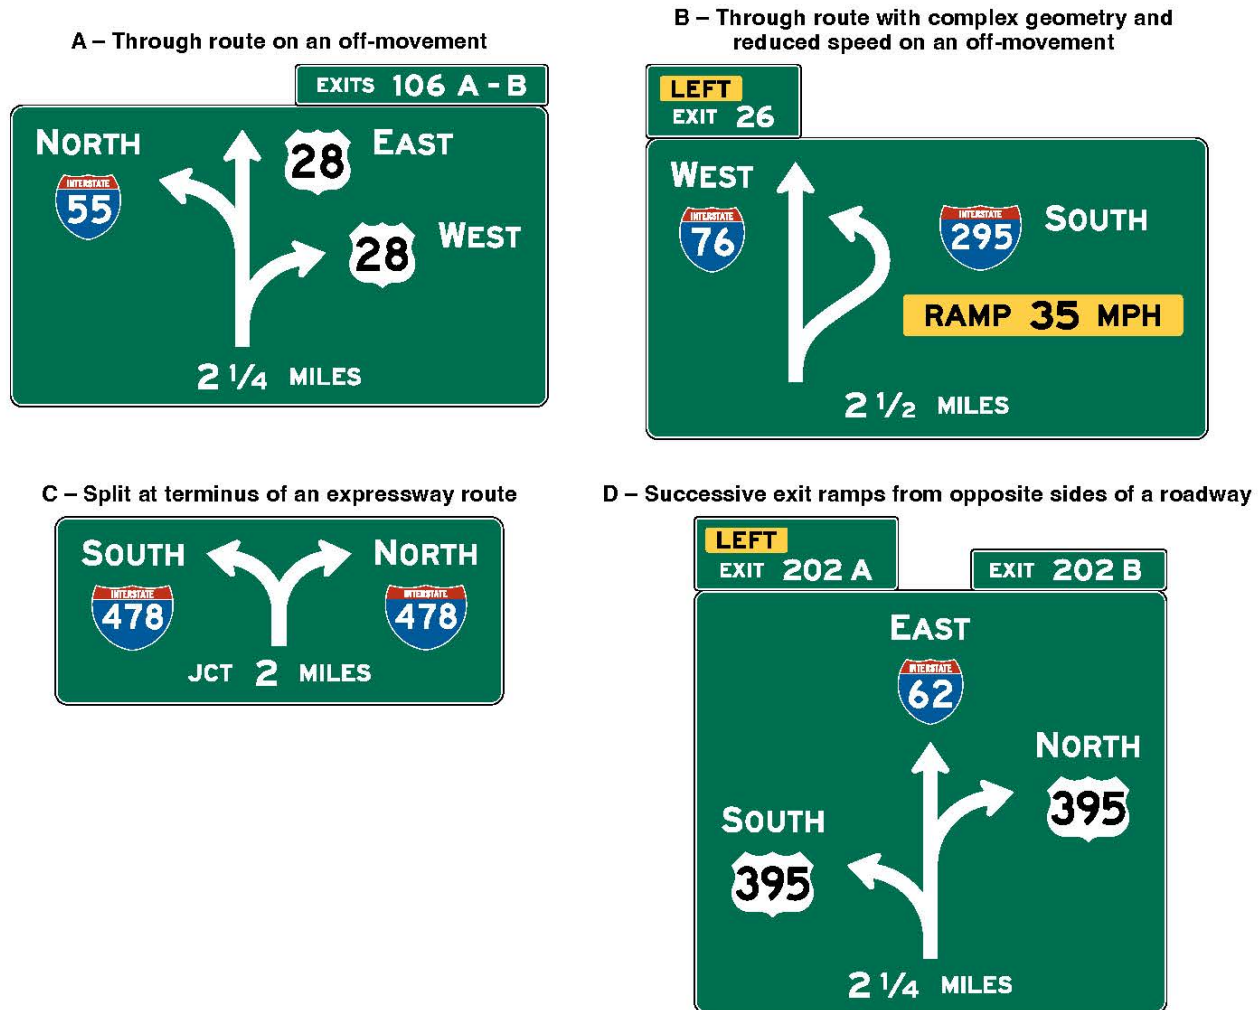 A – Through route on an off-movement
EXITS 106 A - B
NORTH
INTERSTATE
55
28 EAST
28 WEST
2 1/4 MILES
B – Through route with complex geometry and
reduced speed on an off-movement
LEFT
EXIT 26
WEST
INTERSTATE
76
INTERSTATE
295 SOUTH
RAMP 35 MPH
2 1/2 MILES
C – Split at terminus of an expressway route
SOUTH
INTERSTATE
478
NORTH
INTERSTATE
478
JCT 2 MILES
D – Successive exit ramps from opposite sides of a roadway
LEFT
EXIT 202 A
EXIT 202 B
EAST
INTERSTATE
62
NORTH
395
SOUTH
395
2 1/4 MILES